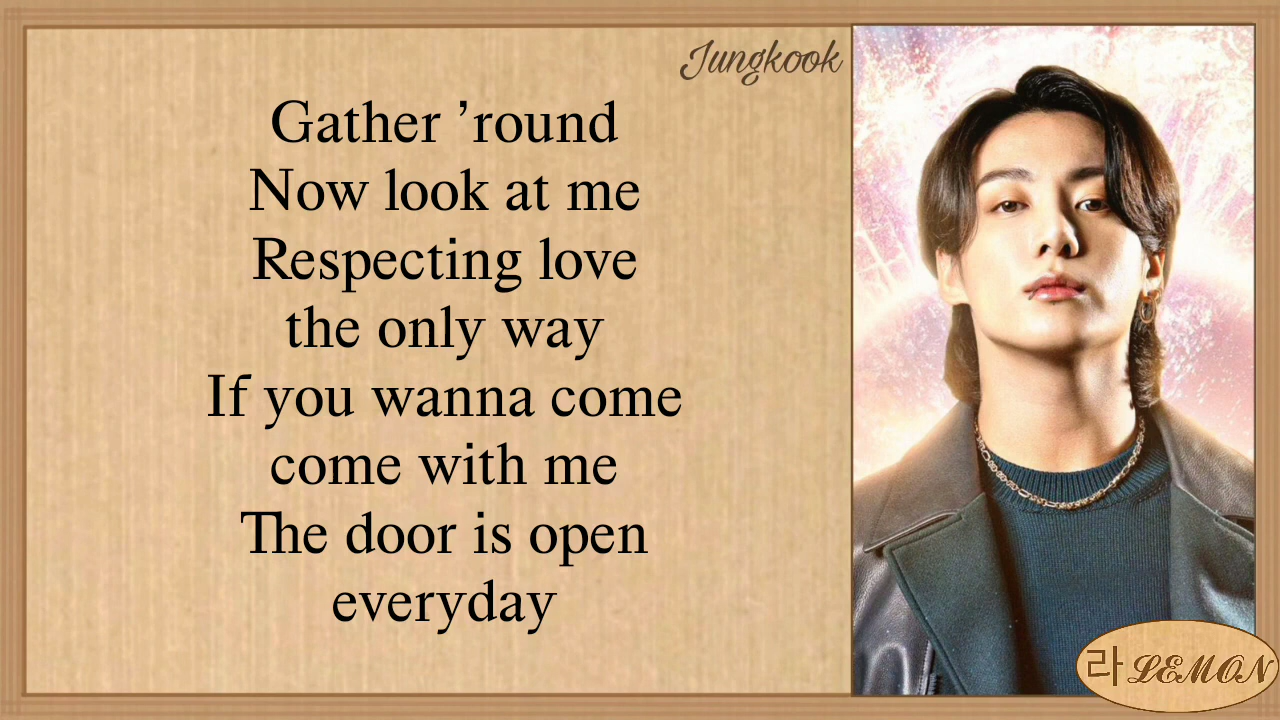 Jungkook
Gather ’round
Now look at me
Respecting love
the only way
If you wanna come
come with me
The door is open
everyday
라 LEMON